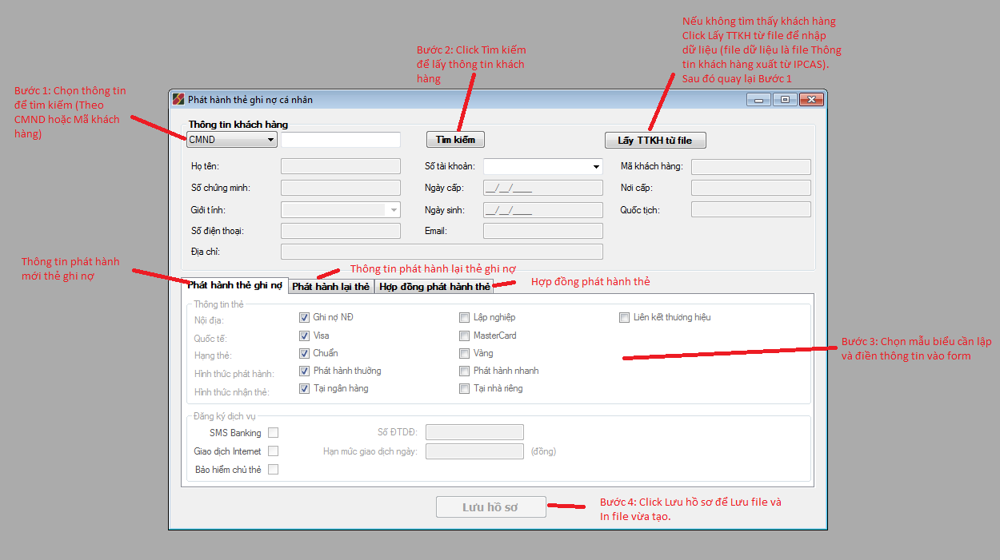 Nếu không tìm thấy khách hàng
Click Lấy TTKH từ file để nhập
dữ liệu (file dữ liệu là file Thông
tin khách hàng xuất từ IPCAS).
Sau đó quay lại Bước 1
Bước 2: Click Tìm kiếm
để lấy thông tin khách
hàng
Bước 1: Chọn thông tin
để tìm kiếm (Theo
CMND hoặc Mã khách
hàng)
Phát hành thẻ ghi nợ cá nhân
Thông tin khách hàng
CMND
Tìm kiếm
Lấy TTKH từ file
Họ tên:
Số tài khoản:
Mã khách hàng:
Số chứng minh:
Ngày cấp:
__/__/____
Nơi cấp:
Giới tính:
Ngày sinh:
__/__/____
Quốc tịch:
Số điện thoại:
Email:
Địa chỉ:
Thông tin phát hành
mới thẻ ghi nợ
Thông tin phát hành lại thẻ ghi nợ
Hợp đồng phát hành thẻ
Phát hành thẻ ghi nợ
Phát hành lại thẻ
Hợp đồng phát hành thẻ
Thông tin thẻ
Nội địa:
Ghi nợ NĐ
Lập nghiệp
Liên kết thương hiệu
Quốc tế:
Visa
MasterCard
Hạng thẻ:
Chuẩn
Vàng
Hình thức phát hành:
Phát hành thường
Phát hành nhanh
Hình thức nhận thẻ:
Tại ngân hàng
Tại nhà riêng
Bước 3: Chọn mẫu biểu cần lập
và điền thông tin vào form
Đăng ký dịch vụ
SMS Banking
Số ĐTDĐ:
Giao dịch Internet
Hạn mức giao dịch ngày:
(đồng)
Bảo hiểm chủ thẻ
Lưu hồ sơ
Bước 4: Click Lưu hồ sơ để Lưu file và
In file vừa tạo.